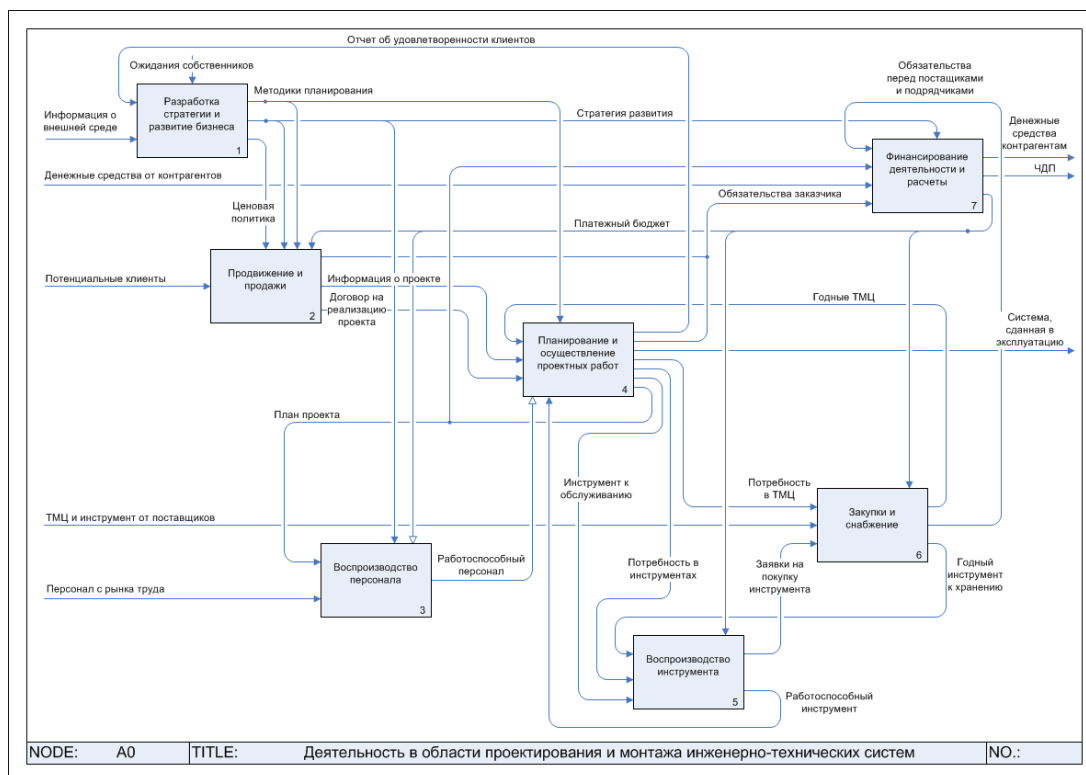 Отчет об удовлетворенности клиентов
Ожидания собственников
Обязательства
перед постащиками
и подрядчиками
Методики планирования
Разработка
стратегии и
развитие бизнеса
1
Информация о
внешней среде
Стратегия развития
Денежные
средства
контрагентам
Финансирование
деятельности и
расчеты
7
ЧДП
Денежные средства от контрагентов
Обязательства заказчика
Ценовая
политика
Платежный бюджет
Потенциальные клиенты
Продвижение и
продажи
2
Информация о проекте
Договор на
реализацию
проекта
Годные ТМЦ
Система,
сданная в
эксплуатацию
Планирование и
осуществление
проектных работ
4
План проекта
Инструмент к
обслуживанию
Потребность
в ТМЦ
Закупки и
снабжение
6
ТМЦ и инструмент от поставщиков
Воспроизводство
персонала
3
Работоспособный
персонал
Потребность в
инструментах
Заявки на
покупку
инструмента
Годный
инструмент
к хранению
Персонал с рынка труда
Воспроизводство
инструмента
5
Работоспособный
инструмент
NODE: A0 TITLE: Деятельность в области проектирования и монтажа инженерно-технических систем NO.: